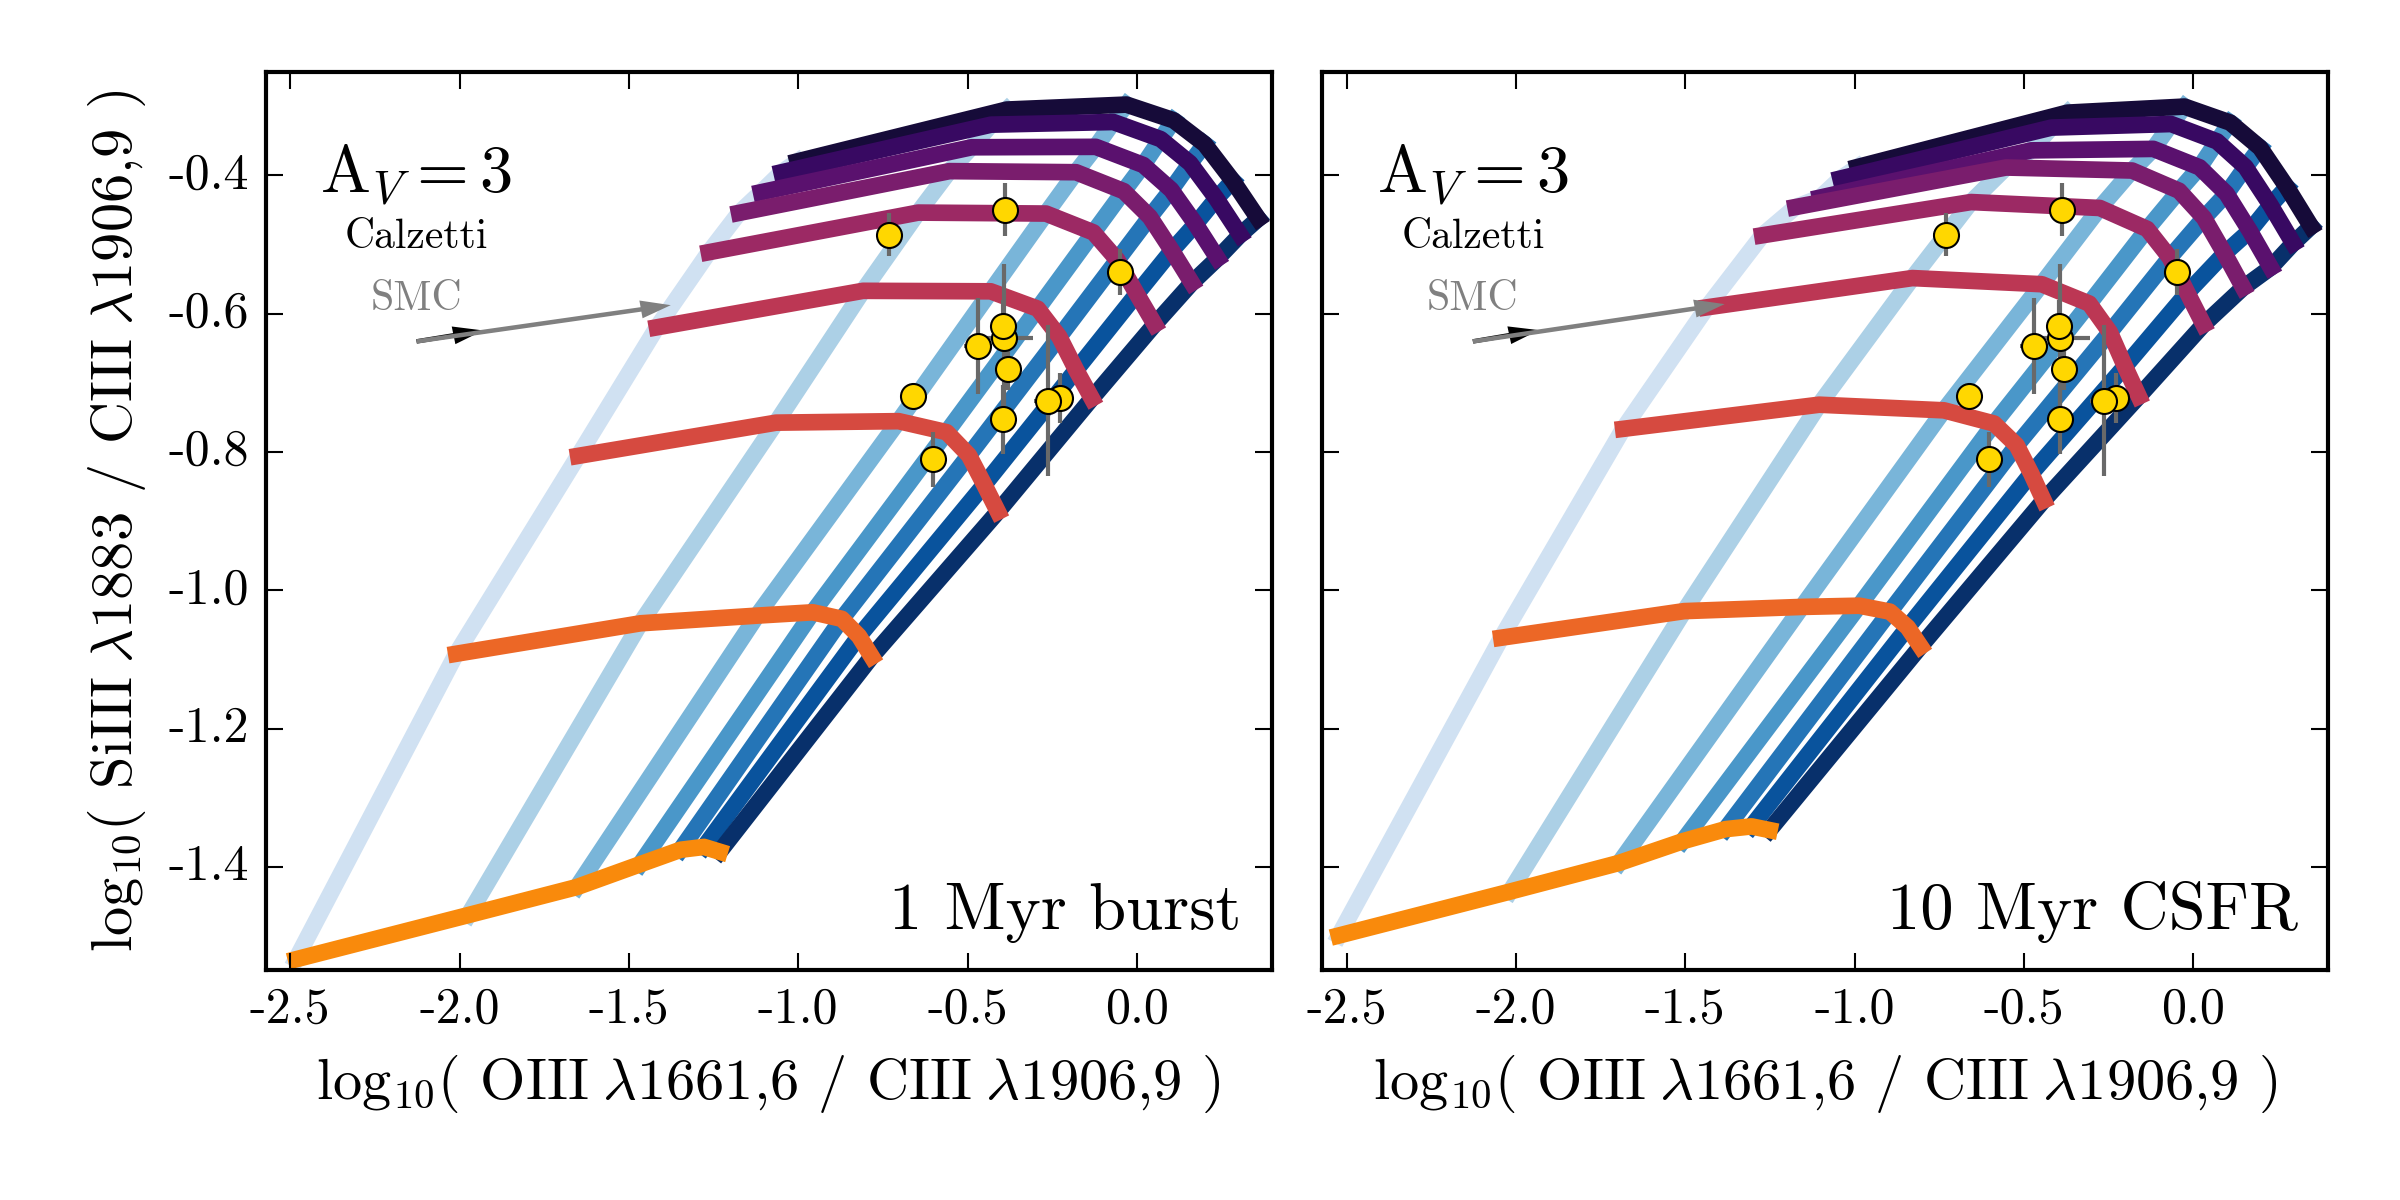 log₁₀( SiIII λ1883 / CIII λ1906,9 )
-0.4
-0.6
-0.8
-1.0
-1.2
-1.4
A_V = 3
Calzetti
SMC
1 Myr burst
-2.5 -2.0 -1.5 -1.0 -0.5 0.0
log₁₀( OIII λ1661,6 / CIII λ1906,9 )
A_V = 3
Calzetti
SMC
10 Myr CSFR
-2.5 -2.0 -1.5 -1.0 -0.5 0.0
log₁₀( OIII λ1661,6 / CIII λ1906,9 )